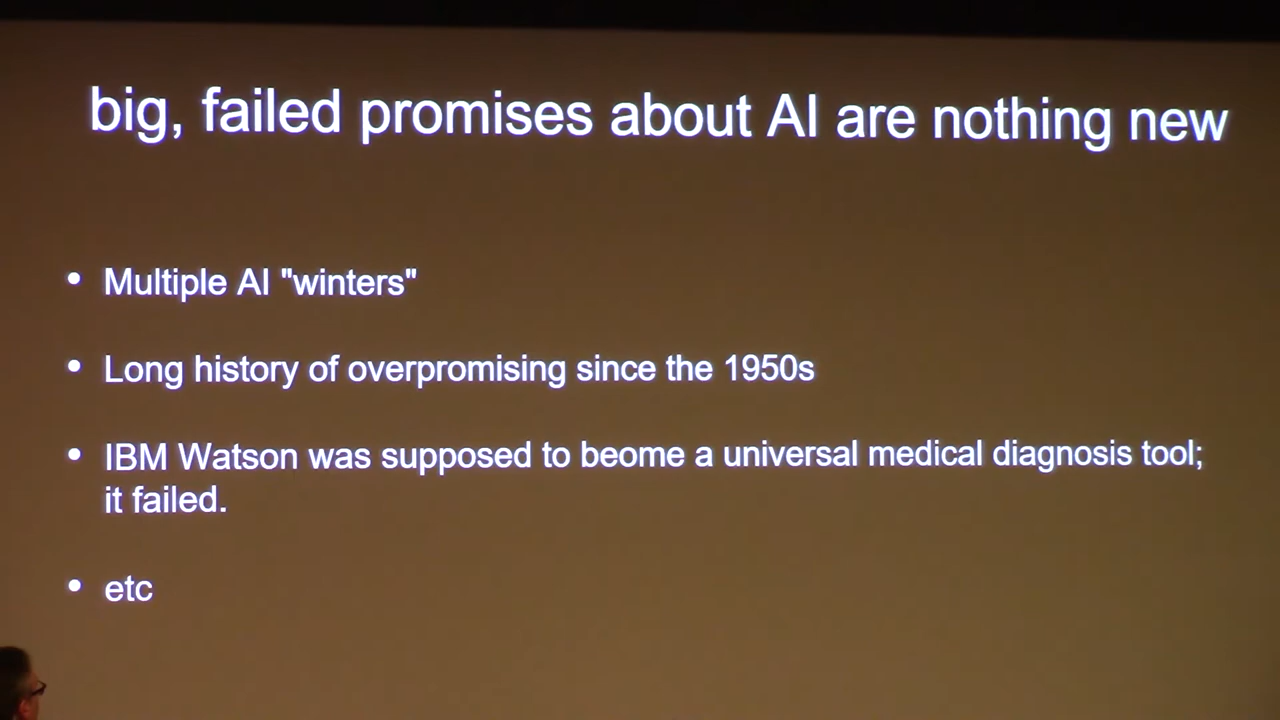 big, failed promises about AI are nothing new
• Multiple AI "winters"
• Long history of overpromising since the 1950s
• IBM Watson was supposed to beome a universal medical diagnosis tool;
it failed.
• etc